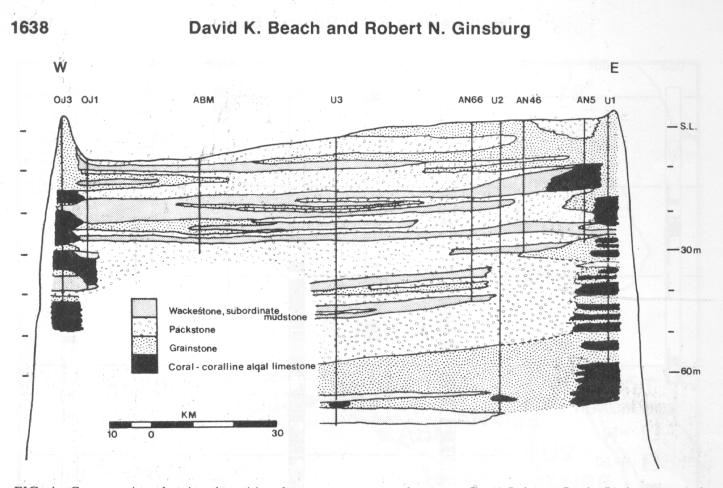 1638
David K. Beach and Robert N. Ginsburg
W E
OJ3 OJ1 ABM U3 AN66 U2 AN46 AN5 U1
S.L.
30m
60m
Wackestone, subordinate
mudstone
Packstone
Grainstone
Coral - coralline algal limestone
KM
10 0 30